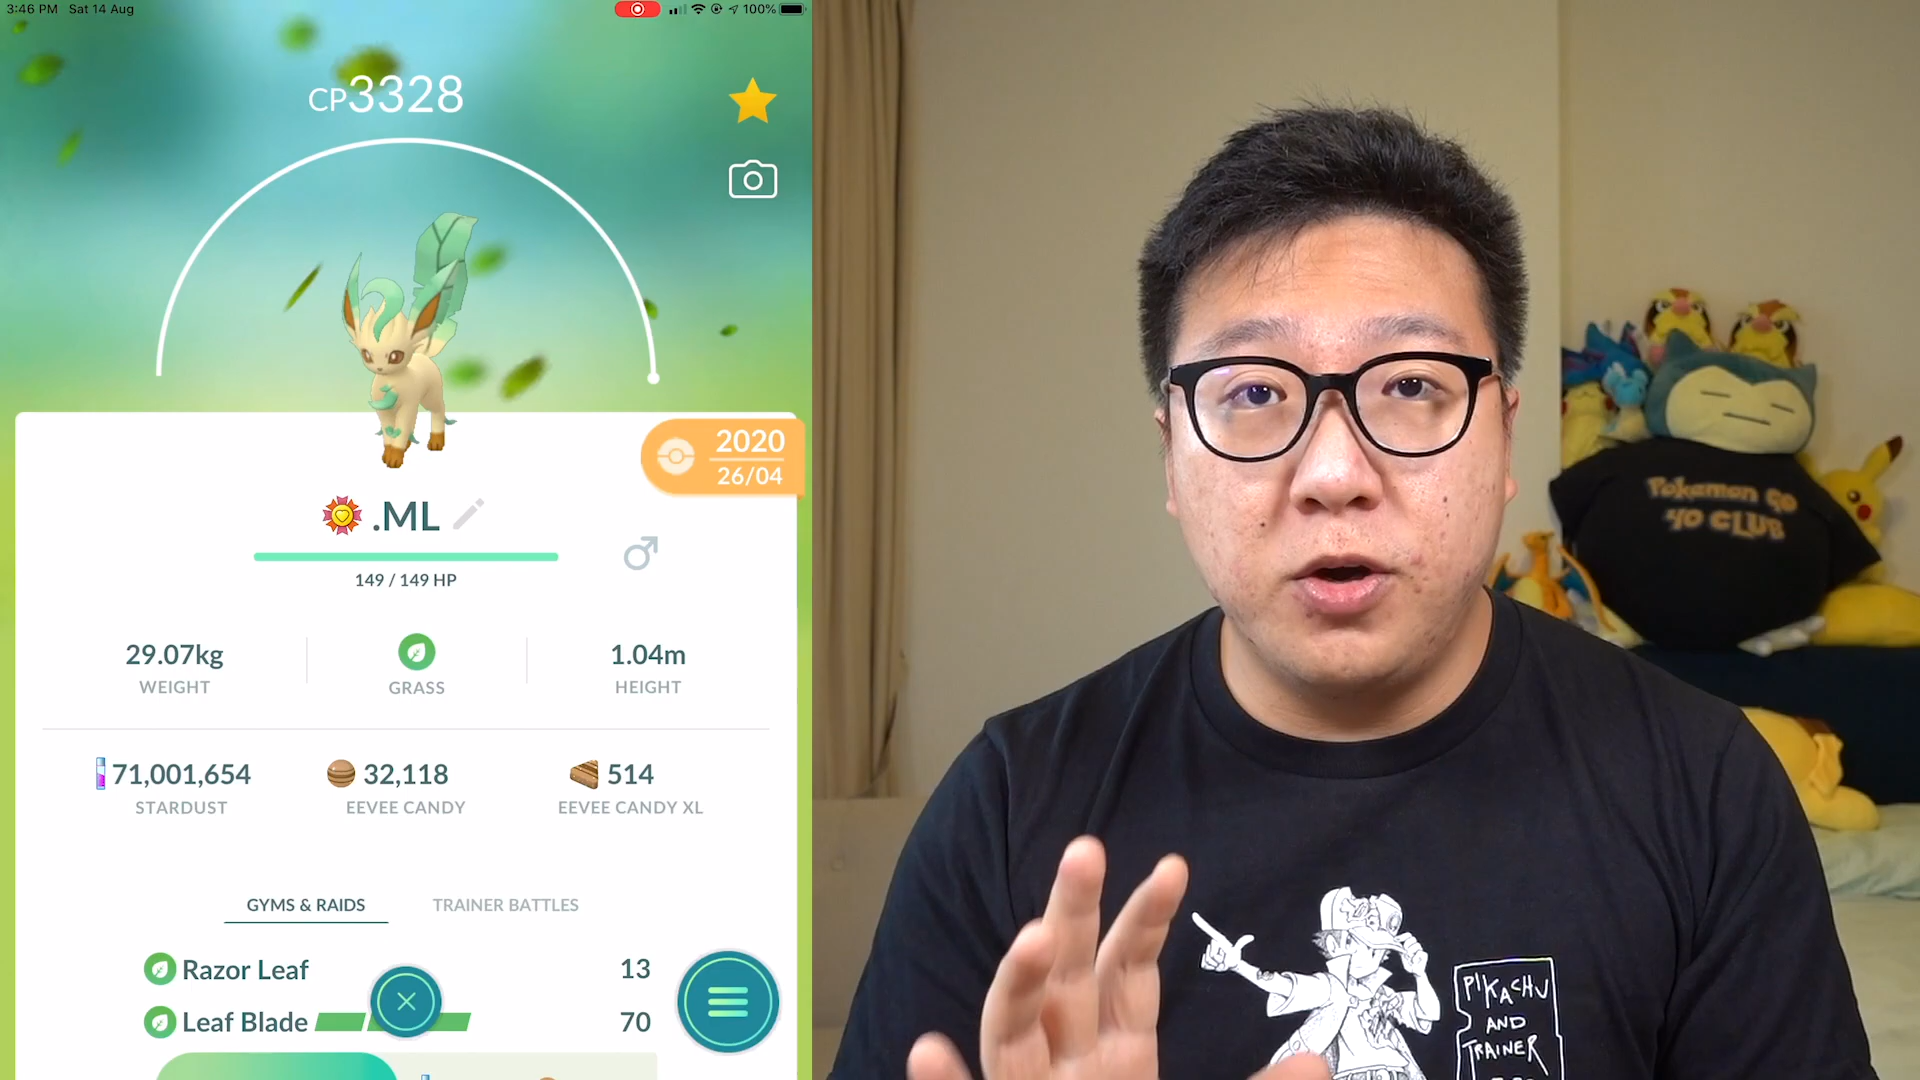 3:46 PM Sat 14 Aug
100%
CP3328
2020
26/04
.ML
149 / 149 HP
29.07kg
WEIGHT
GRASS
1.04m
HEIGHT
71,001,654
STARDUST
32,118
EEVEE CANDY
514
EEVEE CANDY XL
GYMS & RAIDS
TRAINER BATTLES
Razor Leaf
13
Leaf Blade
70
Pokemon GO
YO CLUB
PIKACHU
AND
TRAINER